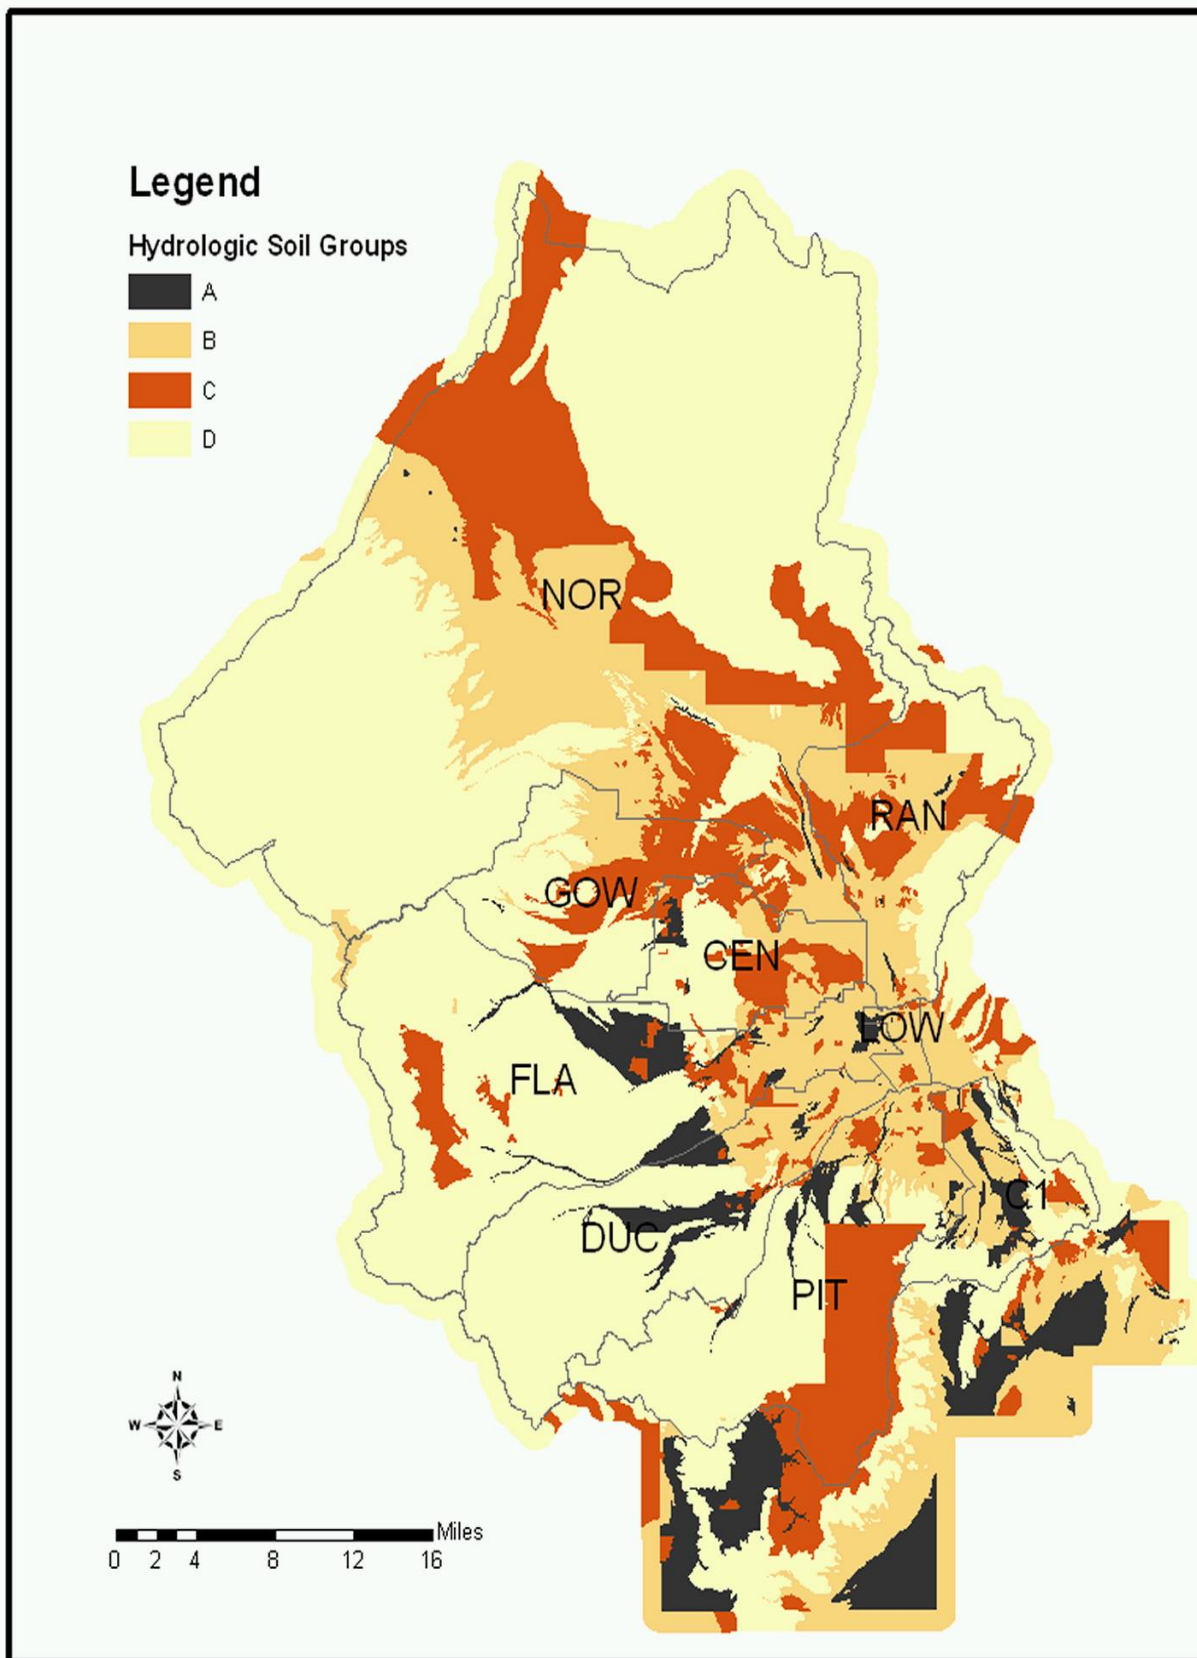 Legend
Hydrologic Soil Groups
A
B
C
D
NOR
RAN
GOW
CEN
LOW
FLA
C1
DUC
PIT
N
W E
S
Miles
0 2 4 8 12 16